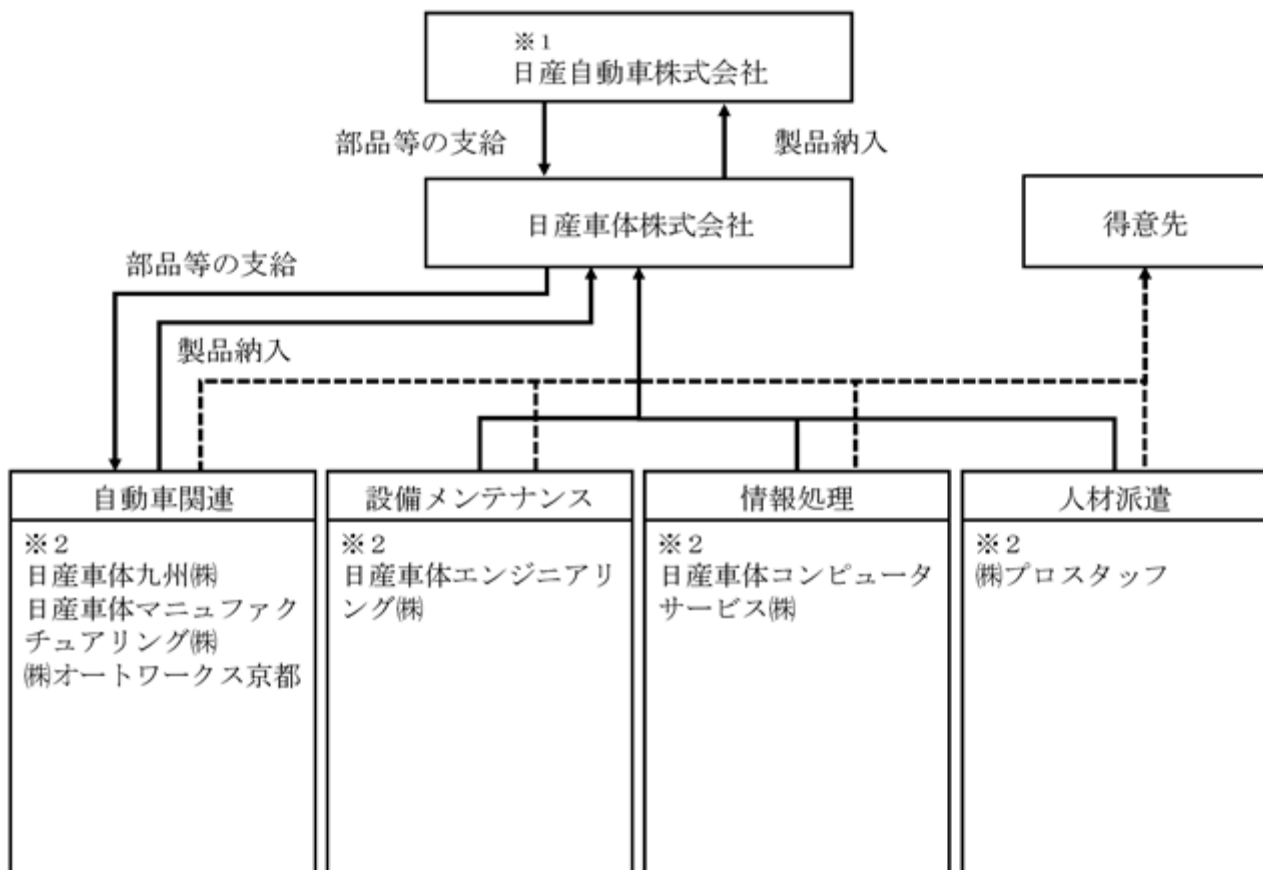 ※1
日産自動車株式会社
部品等の支給
製品納入
日産車体株式会社
得意先
部品等の支給
製品納入
自動車関連
※2
日産車体九州㈱
日産車体マニュファク
チュアリング㈱
㈱オートワークス京都
設備メンテナンス
※2
日産車体エンジニアリ
ング㈱
情報処理
※2
日産車体コンピュータ
サービス㈱
人材派遣
※2
㈱プロスタッフ